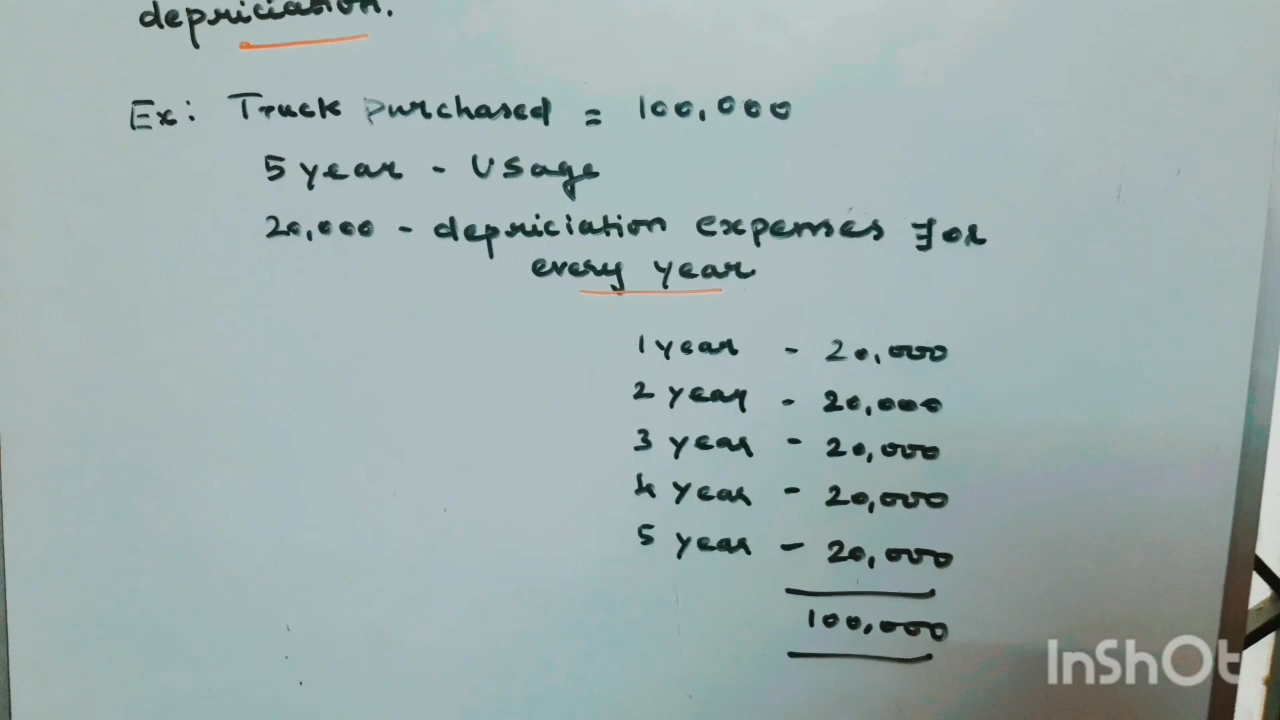 depriciation.
Ex: Truck purchased = 100,000
5 year - Usage
20,000 - depriciation expenses for
every year
1 year - 20,000
2 year - 20,000
3 year - 20,000
4 year - 20,000
5 year - 20,000
100,000
InShOt